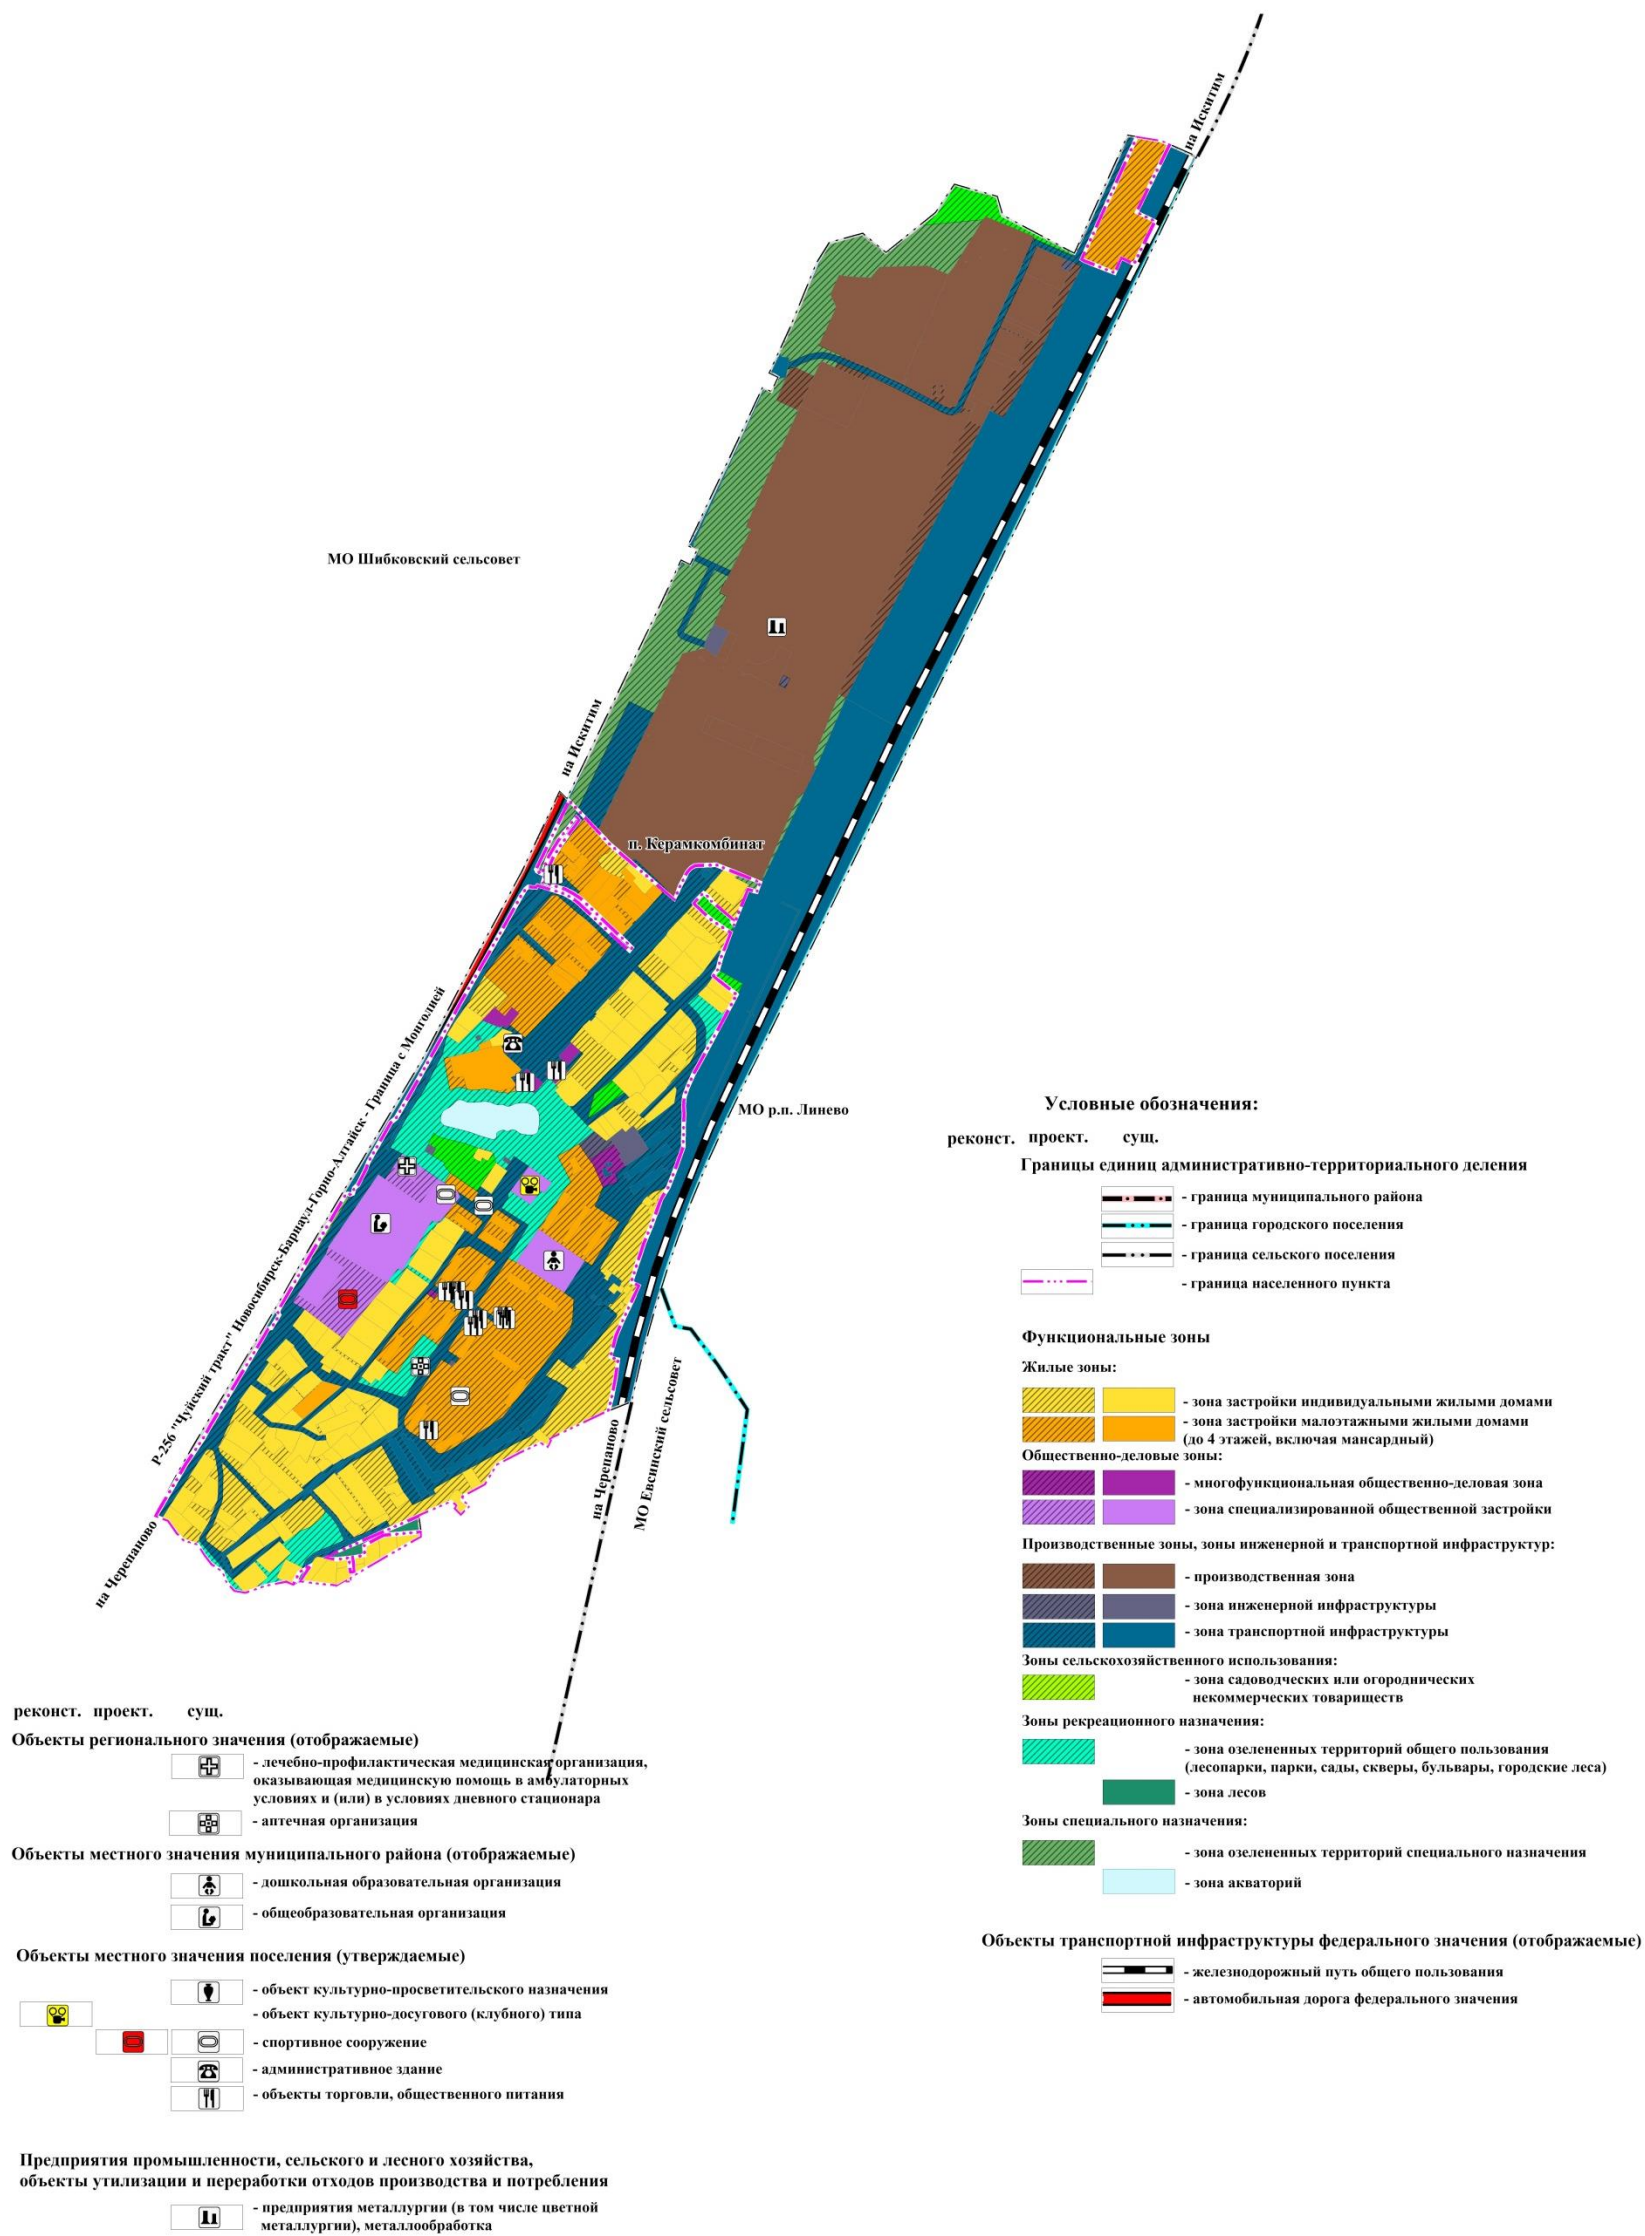 на Искитим
МО Шибковский сельсовет
на Искитим
п. Керамкомбинат
Р-256 "Чуйский тракт" Новосибирск-Барнаул-Горно-Алтайск - Граница с Монголией
МО р.п. Линево
на Черепаново
МО Евсинский сельсовет
на Черепаново
Условные обозначения:
реконст. проект. сущ.
Границы единиц административно-территориального деления
- граница муниципального района
- граница городского поселения
- граница сельского поселения
- граница населенного пункта
Функциональные зоны
Жилые зоны:
- зона застройки индивидуальными жилыми домами
- зона застройки малоэтажными жилыми домами
(до 4 этажей, включая мансардный)
Общественно-деловые зоны:
- многофункциональная общественно-деловая зона
- зона специализированной общественной застройки
Производственные зоны, зоны инженерной и транспортной инфраструктур:
- производственная зона
- зона инженерной инфраструктуры
- зона транспортной инфраструктуры
Зоны сельскохозяйственного использования:
- зона садоводческих или огороднических
некоммерческих товариществ
Зоны рекреационного назначения:
- зона озелененных территорий общего пользования
(лесопарки, парки, сады, скверы, бульвары, городские леса)
- зона лесов
Зоны специального назначения:
- зона озелененных территорий специального назначения
- зона акваторий
Объекты транспортной инфраструктуры федерального значения (отображаемые)
- железнодорожный путь общего пользования
- автомобильная дорога федерального значения
реконст. проект. сущ.
Объекты регионального значения (отображаемые)
- лечебно-профилактическая медицинская организация,
оказывающая медицинскую помощь в амбулаторных
условиях и (или) в условиях дневного стационара
- аптечная организация
Объекты местного значения муниципального района (отображаемые)
- дошкольная образовательная организация
- общеобразовательная организация
Объекты местного значения поселения (утверждаемые)
- объект культурно-просветительского назначения
- объект культурно-досугового (клубного) типа
- спортивное сооружение
- административное здание
- объекты торговли, общественного питания
Предприятия промышленности, сельского и лесного хозяйства,
объекты утилизации и переработки отходов производства и потребления
- предприятия металлургии (в том числе цветной
металлургии), металлообработка